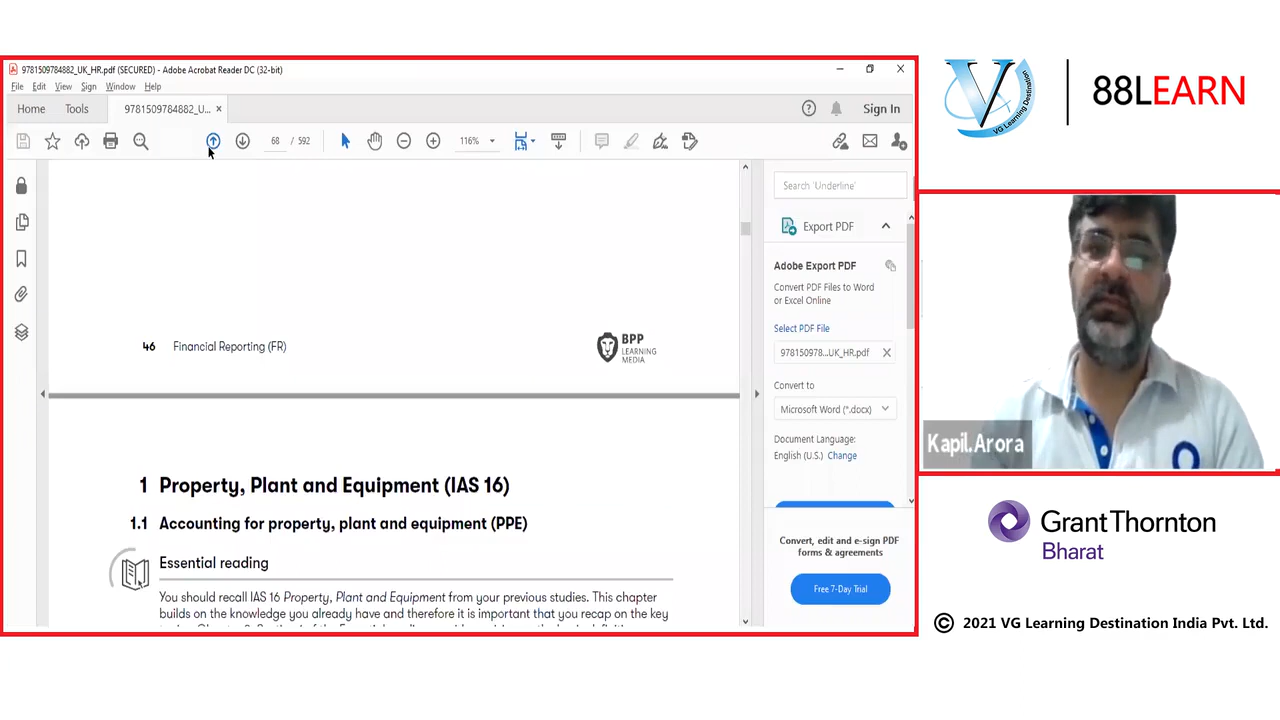 9781509784882_UK_HR.pdf (SECURED) - Adobe Acrobat Reader DC (32-bit)
File Edit View Sign Window Help
Home Tools 9781509784882_U... × Sign In
68 / 592 116%
Search 'Underline'
Export PDF
Adobe Export PDF
Convert PDF Files to Word
or Excel Online
Select PDF File
978150978...UK_HR.pdf
Convert to
Microsoft Word (*.docx)
Document Language:
English (U.S.) Change
Convert, edit and e-sign PDF
forms & agreements
Free 7-Day Trial
46 Financial Reporting (FR)
BPP
LEARNING
MEDIA
1 Property, Plant and Equipment (IAS 16)
1.1 Accounting for property, plant and equipment (PPE)
Essential reading
You should recall IAS 16 Property, Plant and Equipment from your previous studies. This chapter
builds on the knowledge you already have and therefore it is important that you recap on the key
V
VG Learning Destination
88LEARN
Kapil.Arora
Grant Thornton
Bharat
© 2021 VG Learning Destination India Pvt. Ltd.